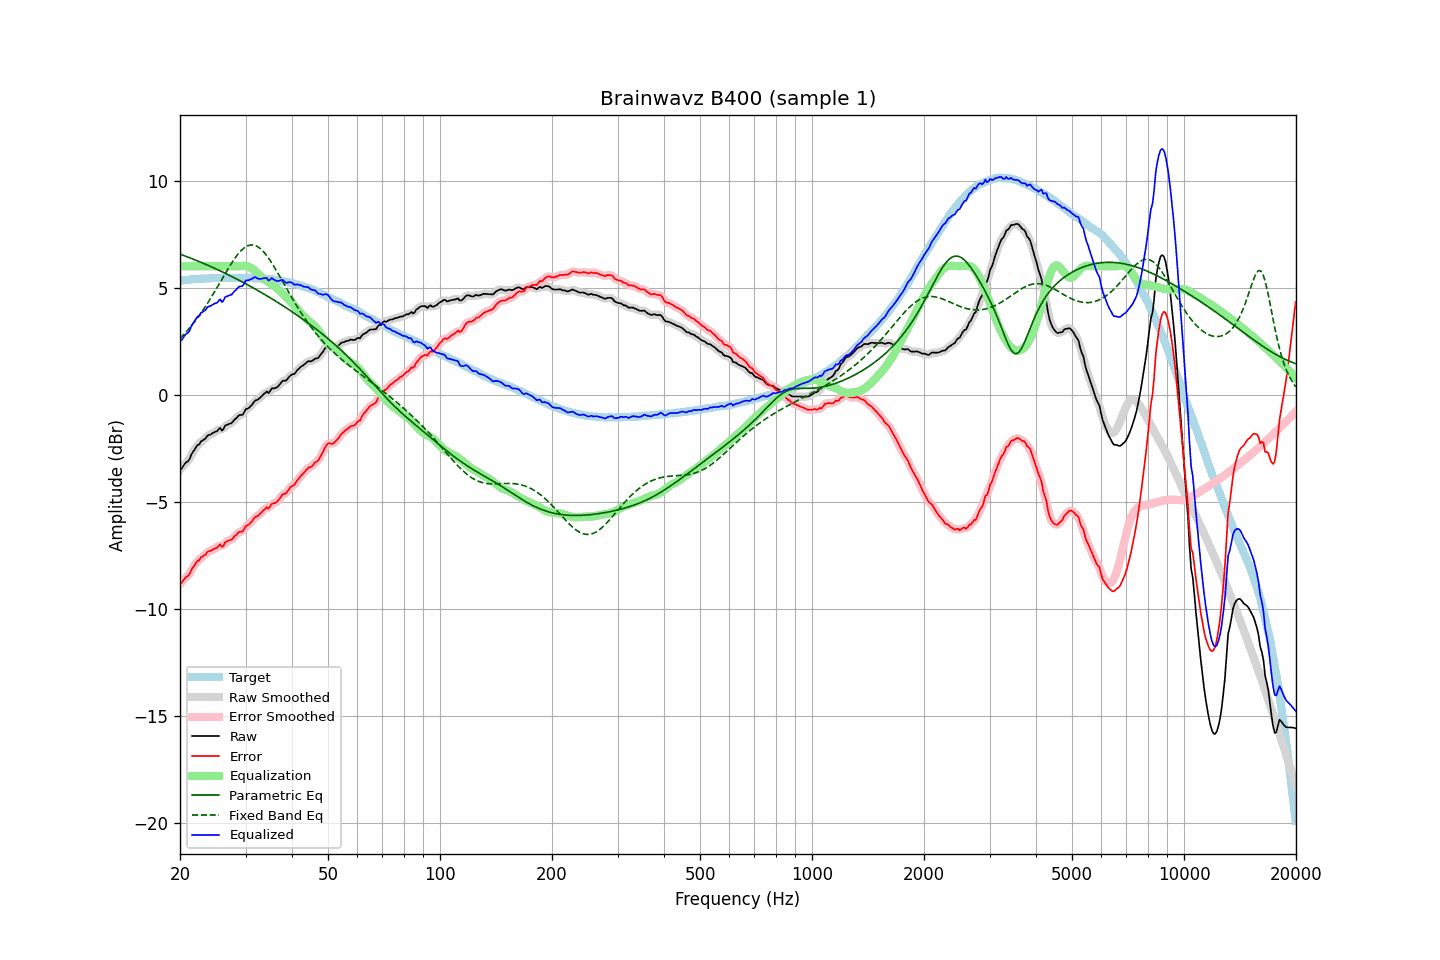 Brainwavz B400 (sample 1)
Amplitude (dBr)
10
5
0
−5
−10
−15
−20
Target
Raw Smoothed
Error Smoothed
Raw
Error
Equalization
Parametric Eq
Fixed Band Eq
Equalized
20 50 100 200 500 1000 2000 5000 10000 20000
Frequency (Hz)